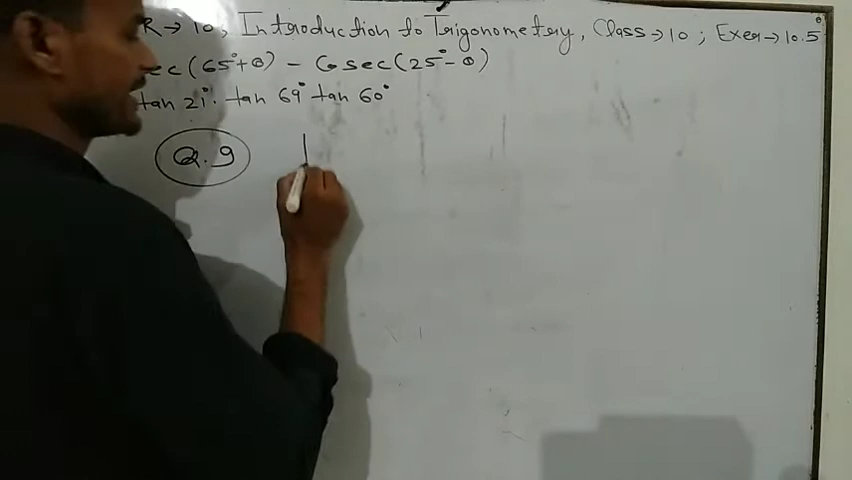 R → 10, Introduction to Trigonometry, Class → 10 ; Exer → 10.5
ec(65°+θ) - Cosec(25°-θ)
tan 21°. tan 69° tan 60°
Q.9